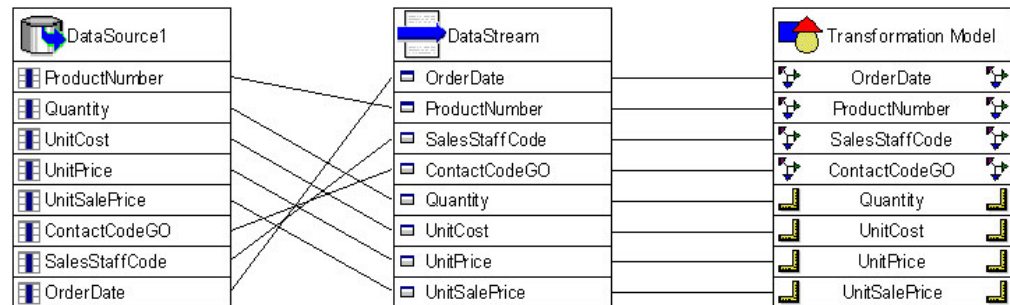 DataSource1
ProductNumber
Quantity
UnitCost
UnitPrice
UnitSalePrice
ContactCodeGO
SalesStaffCode
OrderDate
DataStream
OrderDate
ProductNumber
SalesStaffCode
ContactCodeGO
Quantity
UnitCost
UnitPrice
UnitSalePrice
Transformation Model
OrderDate
ProductNumber
SalesStaffCode
ContactCodeGO
Quantity
UnitCost
UnitPrice
UnitSalePrice